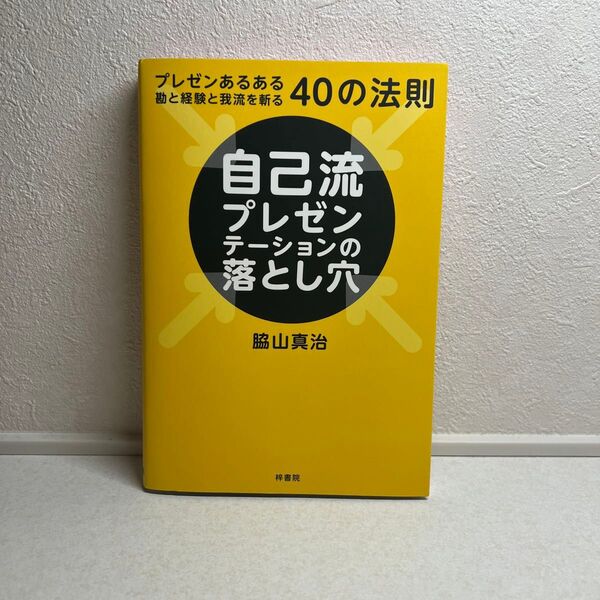 プレゼンあるある
勘と経験と我流を斬る
40の法則
自己流
プレゼン
テーションの
落とし穴
脇山真治
梓書院